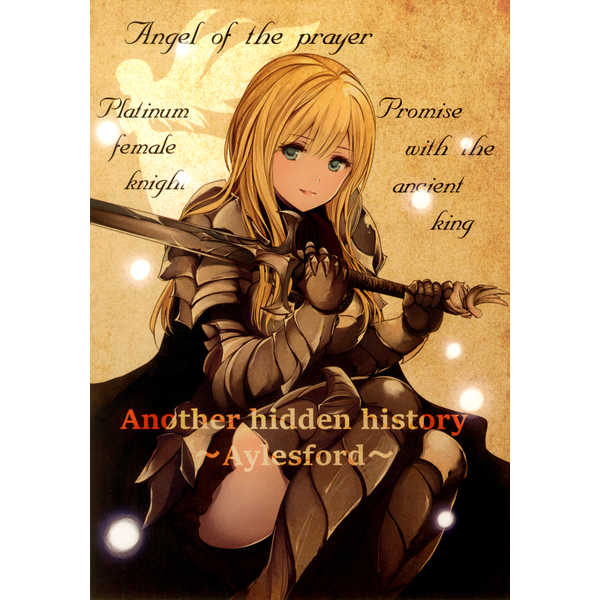 Angel of the prayer
Platinum
female
knight
Promise
with the
ancient
king
Another hidden history
～Aylesford～